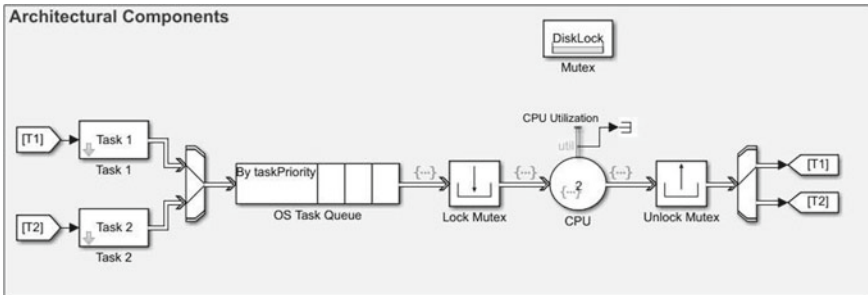 Architectural Components
DiskLock
Mutex
CPU Utilization
util
[T1]
Task 1
Task 1
[T2]
Task 2
Task 2
By taskPriority
OS Task Queue
{...}
Lock Mutex
{...}
2
{...}
CPU
{...}
Unlock Mutex
[T1]
[T2]